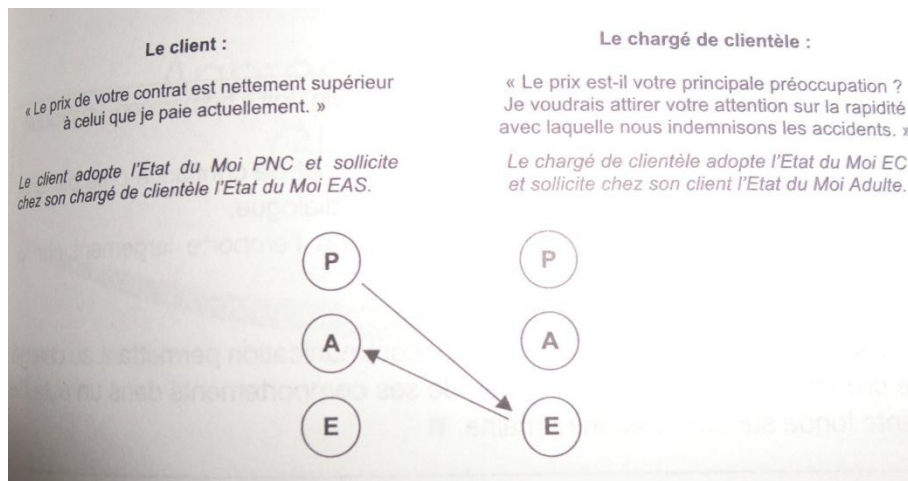 Le client :
« Le prix de votre contrat est nettement supérieur
à celui que je paie actuellement. »
Le client adopte l'Etat du Moi PNC et sollicite
chez son chargé de clientèle l'Etat du Moi EAS.
Le chargé de clientèle :
« Le prix est-il votre principale préoccupation ?
Je voudrais attirer votre attention sur la rapidité
avec laquelle nous indemnisons les accidents. »
Le chargé de clientèle adopte l'Etat du Moi EC
et sollicite chez son client l'Etat du Moi Adulte.
P P
A A
E E